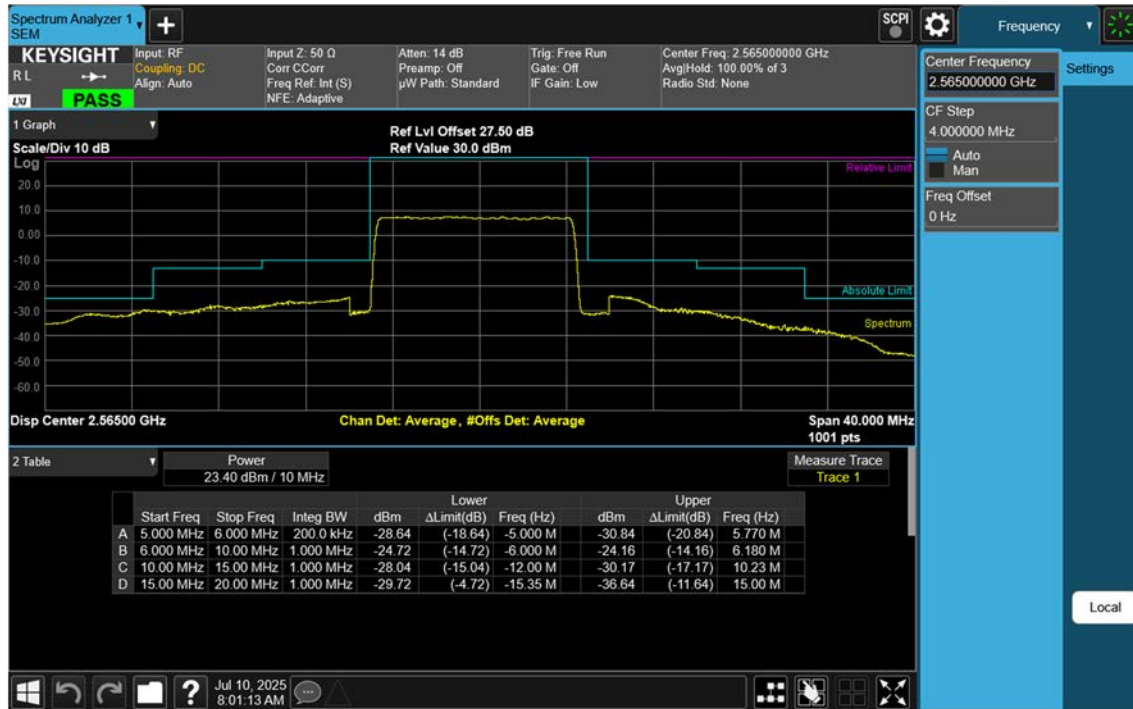 Spectrum Analyzer 1
SEM
SCPI
Frequency
KEYSIGHT
R L
LXI
PASS
Input: RF
Coupling: DC
Align: Auto
Input Z: 50 Ω
Corr CCorr
Freq Ref: Int (S)
NFE: Adaptive
Atten: 14 dB
Preamp: Off
µW Path: Standard
Trig: Free Run
Gate: Off
IF Gain: Low
Center Freq: 2.565000000 GHz
Avg|Hold: 100.00% of 3
Radio Std: None
Center Frequency
2.565000000 GHz
Settings
CF Step
4.000000 MHz
Auto
Man
Freq Offset
0 Hz
1 Graph
Scale/Div 10 dB
Ref Lvl Offset 27.50 dB
Ref Value 30.0 dBm
Log
Relative Limit
20.0
10.0
0.00
-10.0
-20.0
Absolute Limit
-30.0
Spectrum
-40.0
-50.0
-60.0
Disp Center 2.56500 GHz
Chan Det: Average, #Offs Det: Average
Span 40.000 MHz
1001 pts
2 Table
Power
23.40 dBm / 10 MHz
Measure Trace
Trace 1
Lower Upper
Start Freq Stop Freq Integ BW dBm ΔLimit(dB) Freq (Hz) dBm ΔLimit(dB) Freq (Hz)
A 5.000 MHz 6.000 MHz 200.0 kHz -28.64 (-18.64) -5.000 M -30.84 (-20.84) 5.770 M
B 6.000 MHz 10.00 MHz 1.000 MHz -24.72 (-14.72) -6.000 M -24.16 (-14.16) 6.180 M
C 10.00 MHz 15.00 MHz 1.000 MHz -28.04 (-15.04) -12.00 M -30.17 (-17.17) 10.23 M
D 15.00 MHz 20.00 MHz 1.000 MHz -29.72 (-4.72) -15.35 M -36.64 (-11.64) 15.00 M
Local
?
Jul 10, 2025
8:01:13 AM